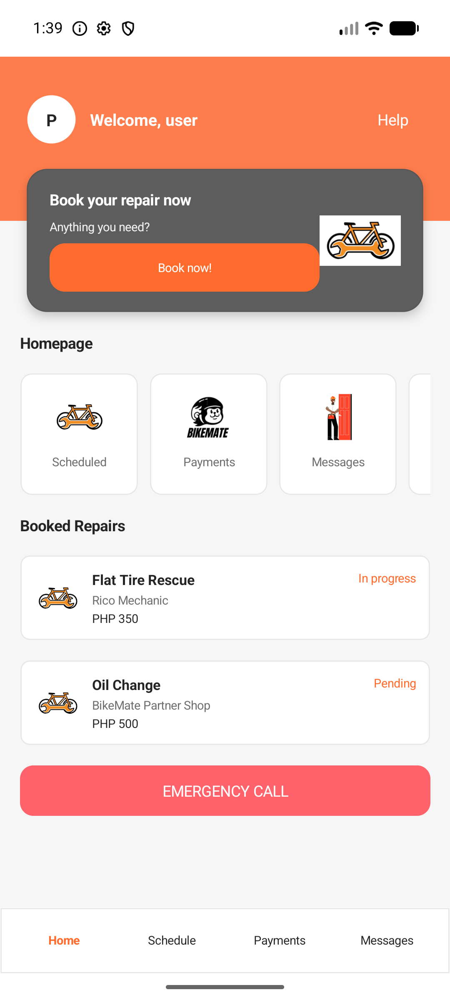 1:39
P
Welcome, user
Help
Book your repair now
Anything you need?
Book now!
Homepage
BIKEMATE
Scheduled
Payments
Messages
Booked Repairs
Flat Tire Rescue
In progress
Rico Mechanic
PHP 350
Oil Change
Pending
BikeMate Partner Shop
PHP 500
EMERGENCY CALL
Home
Schedule
Payments
Messages